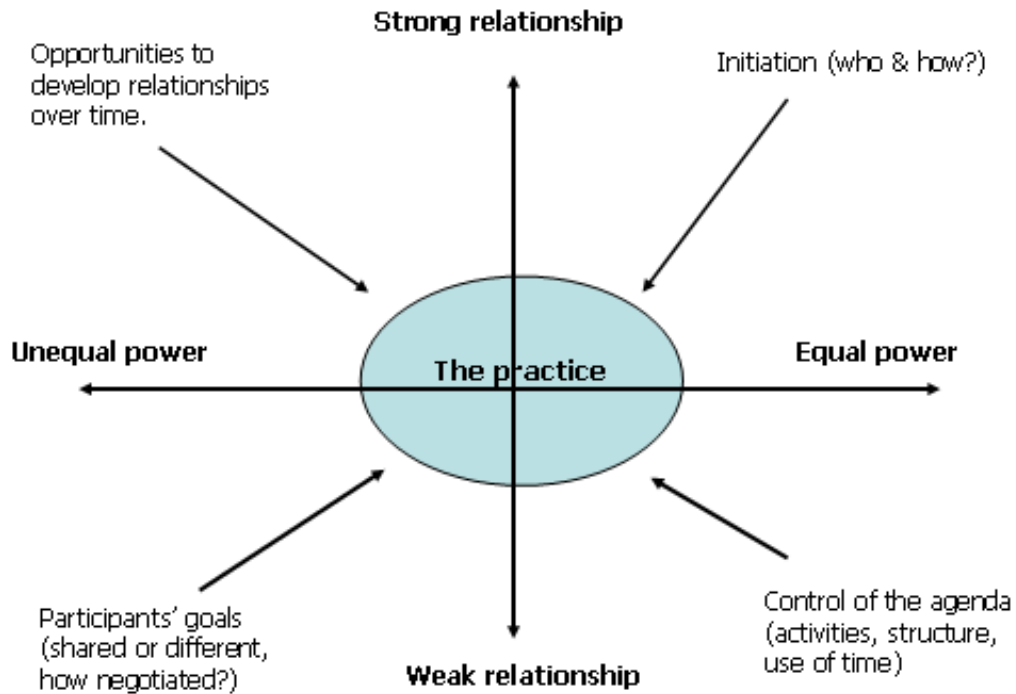 Strong relationship
Opportunities to
develop relationships
over time.
Initiation (who & how?)
Unequal power
The practice
Equal power
Participants’ goals
(shared or different,
how negotiated?)
Control of the agenda
(activities, structure,
use of time)
Weak relationship